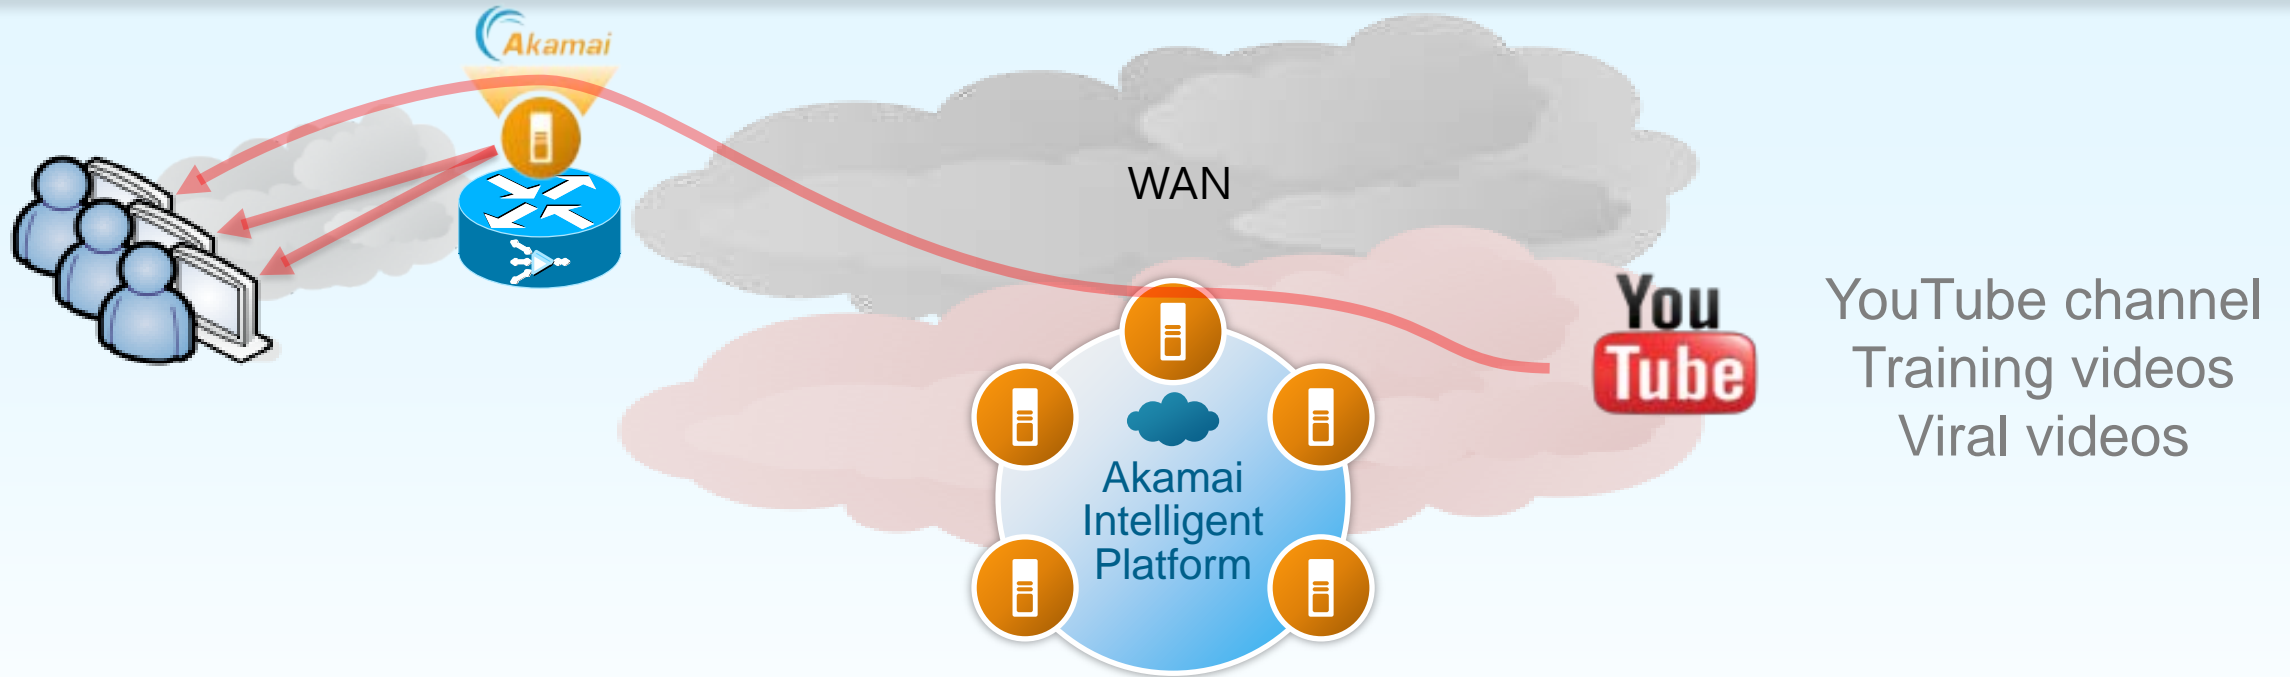 Akamai
WAN
You
Tube
YouTube channel
Training videos
Viral videos
Akamai
Intelligent
Platform